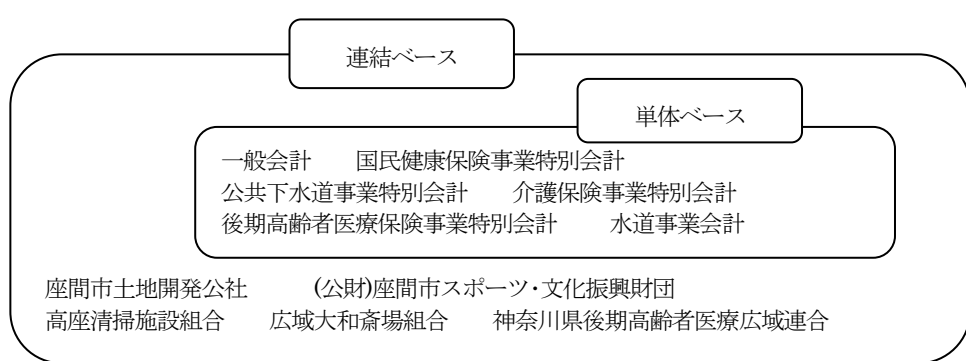 連結ベース
単体ベース
一般会計　　国民健康保険事業特別会計
公共下水道事業特別会計　　介護保険事業特別会計
後期高齢者医療保険事業特別会計　　水道事業会計
座間市土地開発公社　　(公財)座間市スポーツ・文化振興財団
高座清掃施設組合　広域大和斎場組合　神奈川県後期高齢者医療広域連合